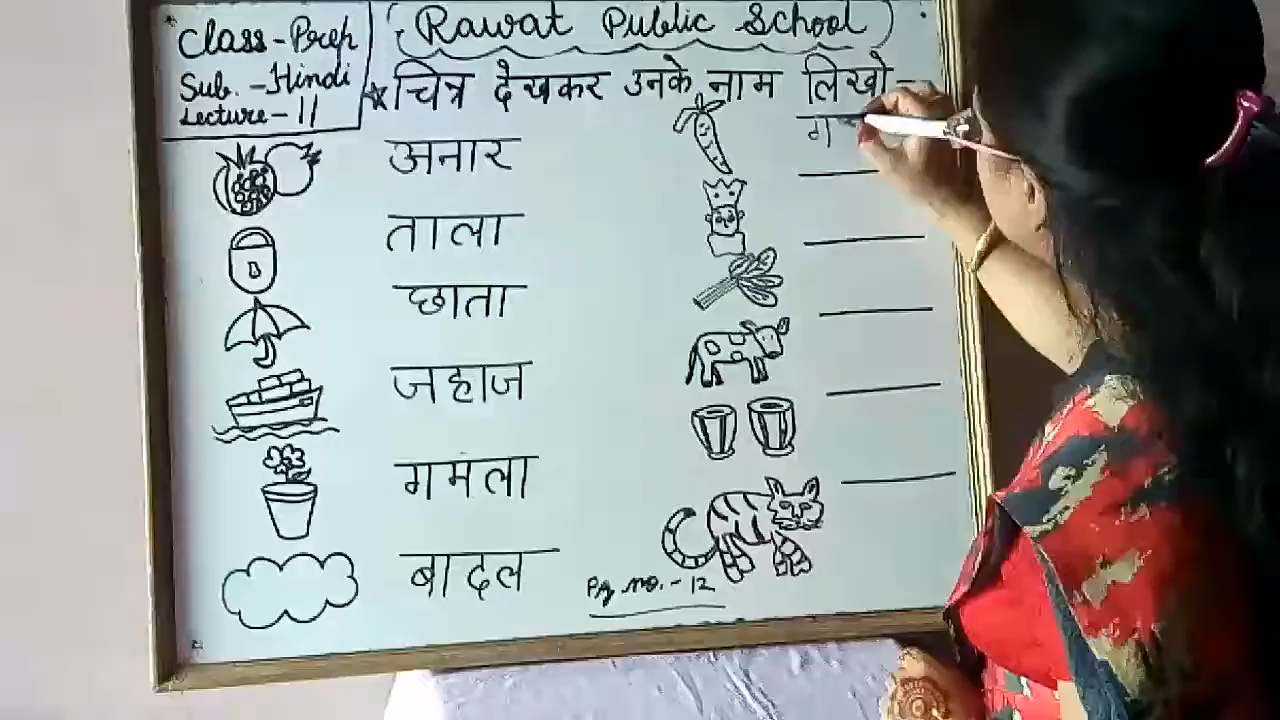 Class-Prep
Sub.-Hindi
Lecture-11
(Rawat Public School)
*चित्र देखकर उनके नाम लिखो-
अनार
ताला
छाता
जहाज
गमला
बादल
ग
Pg no.-12